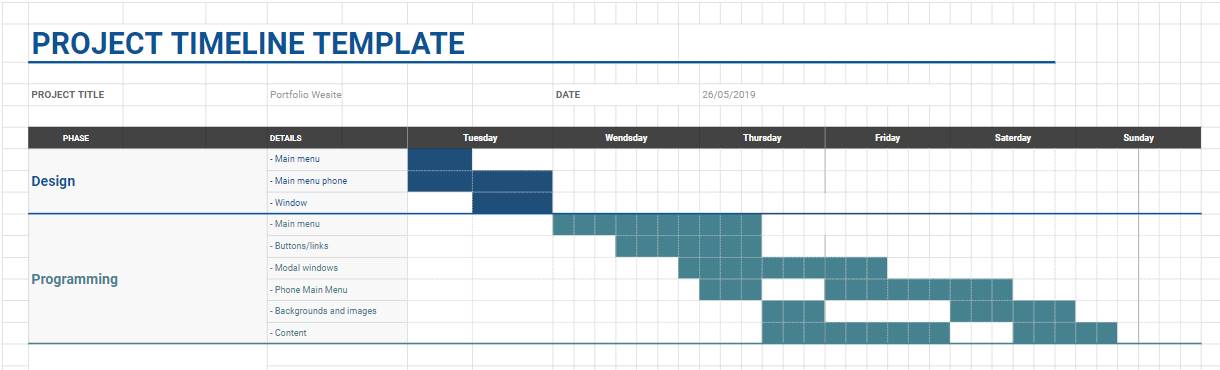 PROJECT TIMELINE TEMPLATE
PROJECT TITLE Portfolio Wesite DATE 26/05/2019
PHASE DETAILS Tuesday Wendsday Thursday Friday Saterday Sunday
- Main menu
Design - Main menu phone
- Window
- Main menu
- Buttons/links
- Modal windows
Programming
- Phone Main Menu
- Backgrounds and images
- Content